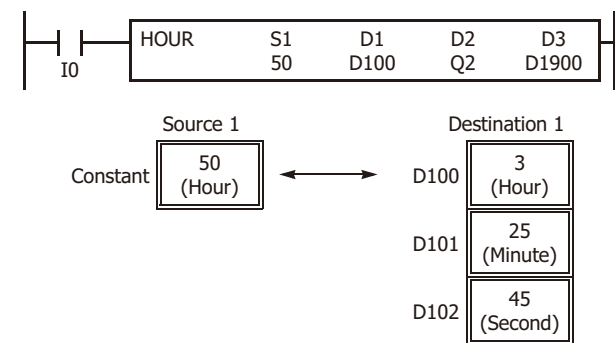 HOUR S1 D1 D2 D3
50 D100 Q2 D1900
I0
Source 1 Destination 1
Constant 50 (Hour) D100 3 (Hour)
D101 25 (Minute)
D102 45 (Second)